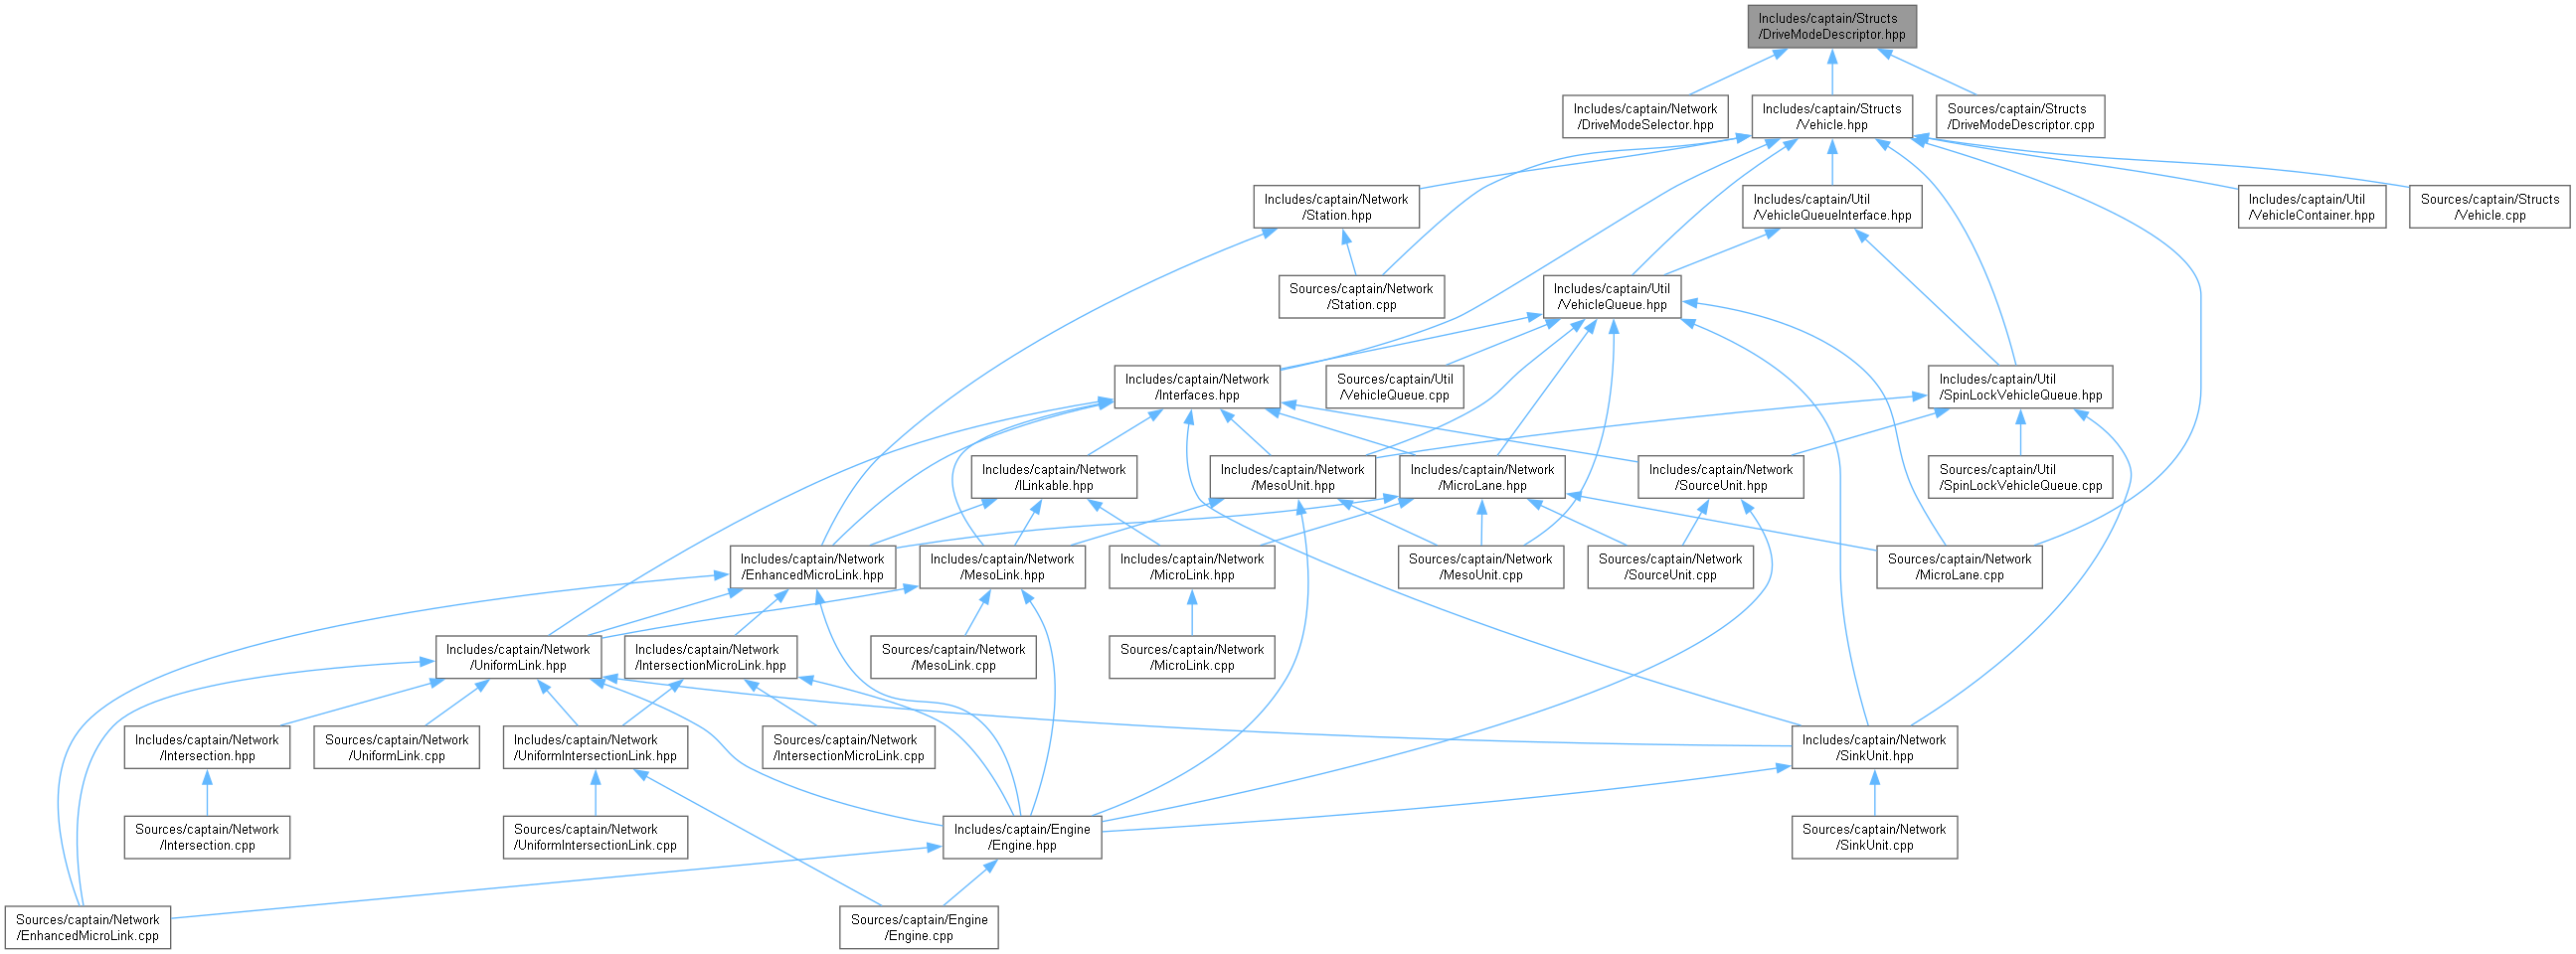 Includes/captain/Structs
/DriveModeDescriptor.hpp
Includes/captain/Network
/DriveModeSelector.hpp
Includes/captain/Structs
/Vehicle.hpp
Sources/captain/Structs
/DriveModeDescriptor.cpp
Includes/captain/Network
/Station.hpp
Includes/captain/Util
/VehicleQueueInterface.hpp
Includes/captain/Util
/VehicleContainer.hpp
Sources/captain/Structs
/Vehicle.cpp
Sources/captain/Network
/Station.cpp
Includes/captain/Util
/VehicleQueue.hpp
Includes/captain/Network
/Interfaces.hpp
Sources/captain/Util
/VehicleQueue.cpp
Includes/captain/Util
/SpinLockVehicleQueue.hpp
Includes/captain/Network
/ILinkable.hpp
Includes/captain/Network
/MesoUnit.hpp
Includes/captain/Network
/MicroLane.hpp
Includes/captain/Network
/SourceUnit.hpp
Sources/captain/Util
/SpinLockVehicleQueue.cpp
Includes/captain/Network
/EnhancedMicroLink.hpp
Includes/captain/Network
/MesoLink.hpp
Includes/captain/Network
/MicroLink.hpp
Sources/captain/Network
/MesoUnit.cpp
Sources/captain/Network
/SourceUnit.cpp
Sources/captain/Network
/MicroLane.cpp
Includes/captain/Network
/UniformLink.hpp
Includes/captain/Network
/IntersectionMicroLink.hpp
Sources/captain/Network
/MesoLink.cpp
Sources/captain/Network
/MicroLink.cpp
Includes/captain/Network
/Intersection.hpp
Sources/captain/Network
/UniformLink.cpp
Includes/captain/Network
/UniformIntersectionLink.hpp
Sources/captain/Network
/IntersectionMicroLink.cpp
Includes/captain/Network
/SinkUnit.hpp
Sources/captain/Network
/Intersection.cpp
Sources/captain/Network
/UniformIntersectionLink.cpp
Includes/captain/Engine
/Engine.hpp
Sources/captain/Network
/SinkUnit.cpp
Sources/captain/Network
/EnhancedMicroLink.cpp
Sources/captain/Engine
/Engine.cpp